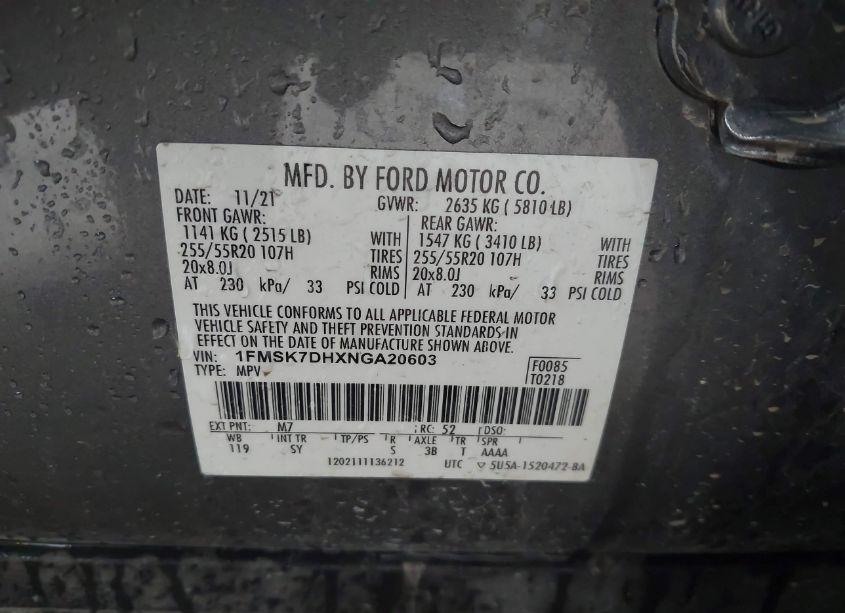 MFD. BY FORD MOTOR CO.
DATE: 11/21 GVWR: 2635 KG ( 5810 LB)
FRONT GAWR: REAR GAWR:
1141 KG ( 2515 LB) WITH 1547 KG ( 3410 LB) WITH
255/55R20 107H TIRES 255/55R20 107H TIRES
20x8.0J RIMS 20x8.0J RIMS
AT 230 kPa/ 33 PSI COLD AT 230 kPa/ 33 PSI COLD
THIS VEHICLE CONFORMS TO ALL APPLICABLE FEDERAL MOTOR
VEHICLE SAFETY AND THEFT PREVENTION STANDARDS IN
EFFECT ON THE DATE OF MANUFACTURE SHOWN ABOVE.
VIN: 1FMSK7DHXNGA20603 F0085
TYPE: MPV T0218
EXT PNT: M7 RC: 52 DSO:
WB INT TR TP/PS R AXLE TR SPR
119 SY S 3B T AAAA
1202111136212 UTC ▽ 5U5A-1520472-BA